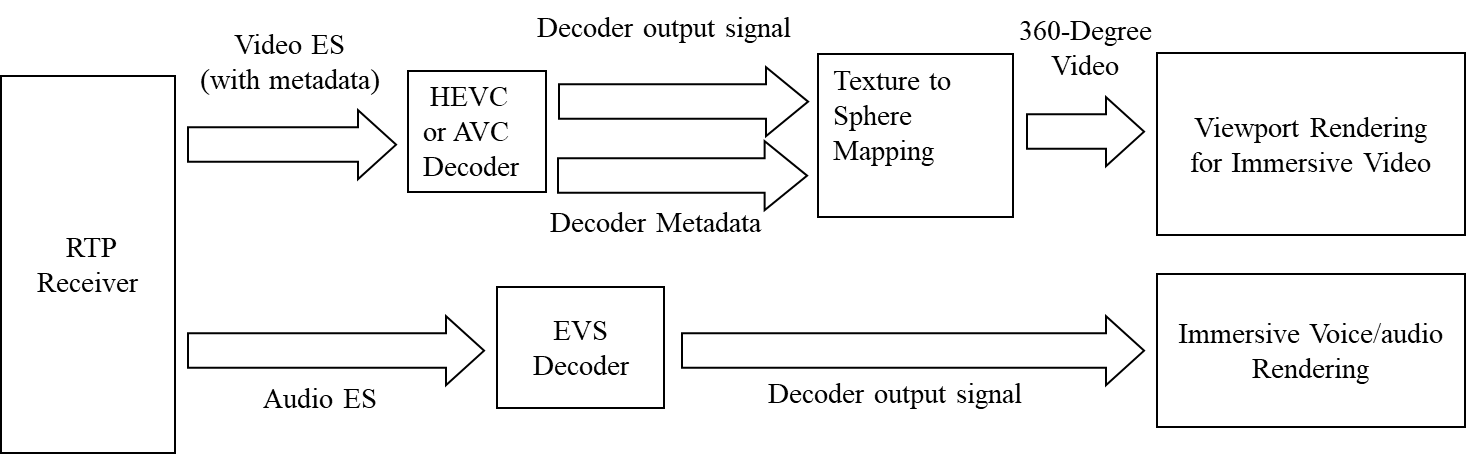 Video ES
(with metadata)
Decoder output signal
360-Degree
Video
HEVC
or AVC
Decoder
Texture to
Sphere
Mapping
Viewport Rendering
for Immersive Video
Decoder Metadata
RTP
Receiver
EVS
Decoder
Immersive Voice/audio
Rendering
Audio ES
Decoder output signal